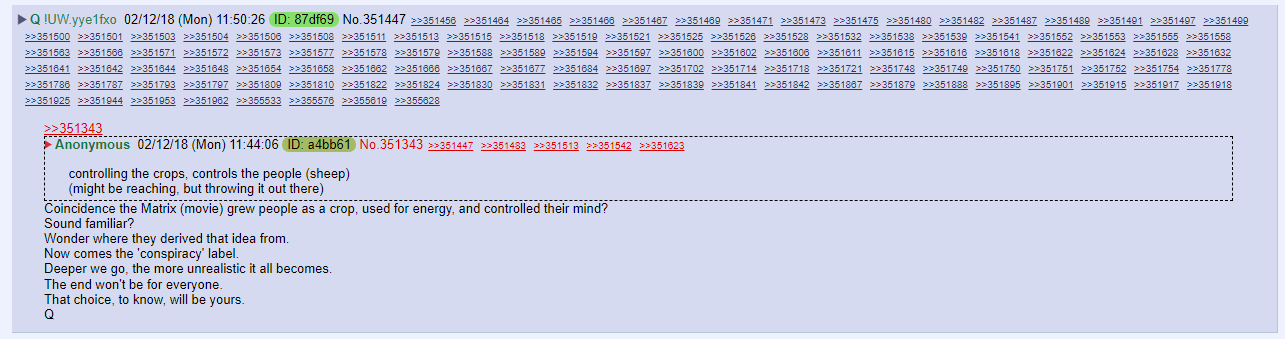 Q !UW.yye1fxo 02/12/18 (Mon) 11:50:26 ID: 87df69 No.351447 >>351456 >>351464 >>351465 >>351466 >>351467 >>351469 >>351471 >>351473 >>351475 >>351480 >>351482 >>351487 >>351489 >>351491 >>351497 >>351499
>>351500 >>351501 >>351503 >>351504 >>351506 >>351508 >>351511 >>351513 >>351515 >>351518 >>351519 >>351521 >>351525 >>351526 >>351528 >>351532 >>351538 >>351539 >>351541 >>351552 >>351553 >>351555 >>351558
>>351563 >>351566 >>351571 >>351572 >>351573 >>351577 >>351578 >>351579 >>351588 >>351589 >>351594 >>351597 >>351600 >>351602 >>351606 >>351611 >>351615 >>351616 >>351618 >>351622 >>351624 >>351628 >>351632
>>351641 >>351642 >>351644 >>351648 >>351654 >>351658 >>351662 >>351666 >>351667 >>351677 >>351684 >>351697 >>351702 >>351714 >>351718 >>351721 >>351748 >>351749 >>351750 >>351751 >>351752 >>351754 >>351778
>>351786 >>351787 >>351793 >>351797 >>351809 >>351810 >>351822 >>351824 >>351830 >>351831 >>351832 >>351837 >>351839 >>351841 >>351842 >>351867 >>351879 >>351888 >>351895 >>351901 >>351915 >>351917 >>351918
>>351925 >>351944 >>351953 >>351962 >>355533 >>355576 >>355619 >>355628
>>351343
Anonymous 02/12/18 (Mon) 11:44:06 ID: a4bb61 No.351343 >>351447 >>351483 >>351513 >>351542 >>351623
controlling the crops, controls the people (sheep)
(might be reaching, but throwing it out there)
Coincidence the Matrix (movie) grew people as a crop, used for energy, and controlled their mind?
Sound familiar?
Wonder where they derived that idea from.
Now comes the 'conspiracy' label.
Deeper we go, the more unrealistic it all becomes.
The end won't be for everyone.
That choice, to know, will be yours.
Q